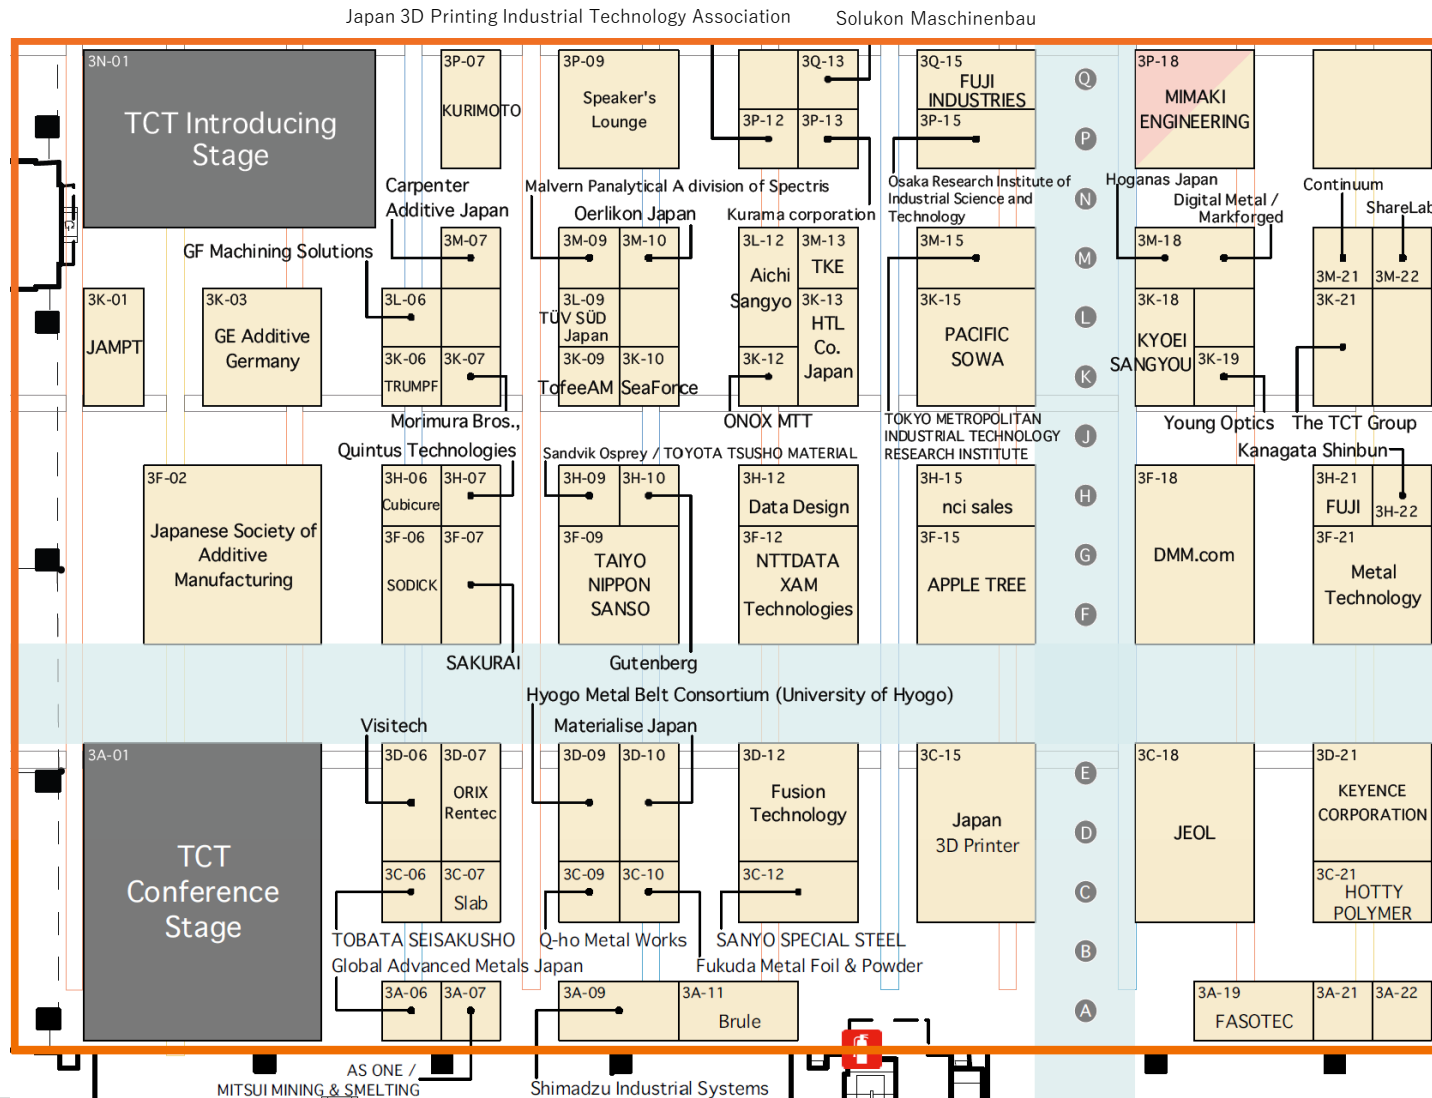 Japan 3D Printing Industrial Technology Association
Solukon Maschinenbau
3N-01
TCT Introducing
Stage
3P-07
KURIMOTO
3P-09
Speaker's
Lounge
3Q-13
3P-12
3P-13
3Q-15
FUJI
INDUSTRIES
3P-15
Q
P
3P-18
MIMAKI
ENGINEERING
Carpenter
Additive Japan
Malvern Panalytical A division of Spectris
Oerlikon Japan
Kurama corporation
Osaka Research Institute of
Industrial Science and
Technology
N
Hoganas Japan
Digital Metal /
Markforged
Continuum
ShareLab
GF Machining Solutions
3M-07
3M-09
3M-10
3L-12
Aichi
Sangyo
3M-13
TKE
3M-15
M
3M-18
3M-21
3M-22
3K-01
JAMPT
3K-03
GE Additive
Germany
3L-06
3L-09
TÜV SÜD
Japan
3K-13
HTL
Co.
Japan
3K-15
PACIFIC
SOWA
L
3K-18
KYOEI
SANGYOU
3K-21
3K-06
TRUMPF
3K-07
3K-09
TofeeAM
3K-10
SeaForce
3K-12
K
3K-19
Morimura Bros.,
ONOX MTT
TOKYO METROPOLITAN
INDUSTRIAL TECHNOLOGY
RESEARCH INSTITUTE
J
Young Optics
The TCT Group
Quintus Technologies
Sandvik Osprey / TOYOTA TSUSHO MATERIAL
Kanagata Shinbun
3F-02
Japanese Society of
Additive
Manufacturing
3H-06
Cubicure
3H-07
3H-09
3H-10
3H-12
Data Design
3H-15
nci sales
H
3F-18
DMM.com
3H-21
FUJI
3H-22
3F-06
SODICK
3F-07
3F-09
TAIYO
NIPPON
SANSO
3F-12
NTTDATA
XAM
Technologies
3F-15
APPLE TREE
G
F
3F-21
Metal
Technology
SAKURAI
Gutenberg
Hyogo Metal Belt Consortium (University of Hyogo)
Visitech
Materialise Japan
3A-01
TCT
Conference
Stage
3D-06
3D-07
ORIX
Rentec
3D-09
3D-10
3D-12
Fusion
Technology
3C-15
Japan
3D Printer
E
D
3C-18
JEOL
3D-21
KEYENCE
CORPORATION
3C-06
3C-07
Slab
3C-09
3C-10
3C-12
C
3C-21
HOTTY
POLYMER
TOBATA SEISAKUSHO
Q-ho Metal Works
SANYO SPECIAL STEEL
B
Global Advanced Metals Japan
Fukuda Metal Foil & Powder
3A-06
3A-07
3A-09
3A-11
Brule
A
3A-19
FASOTEC
3A-21
3A-22
AS ONE /
MITSUI MINING & SMELTING
Shimadzu Industrial Systems